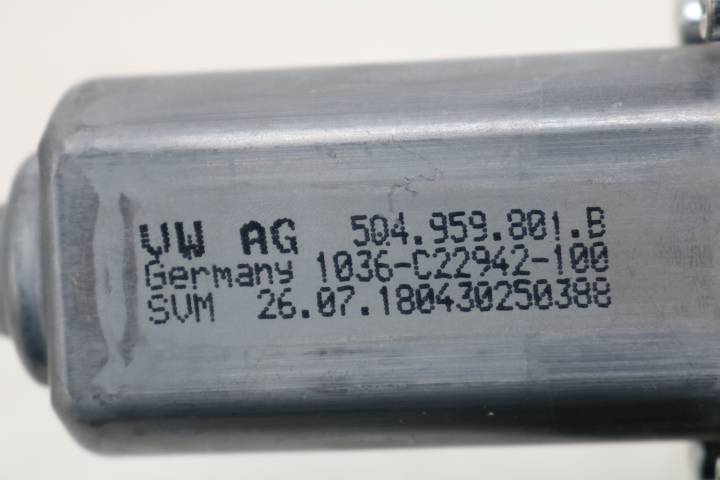 VW AG 5Q4.959.801.B
Germany 1036-C22942-100
SVM 26.07.180430250388